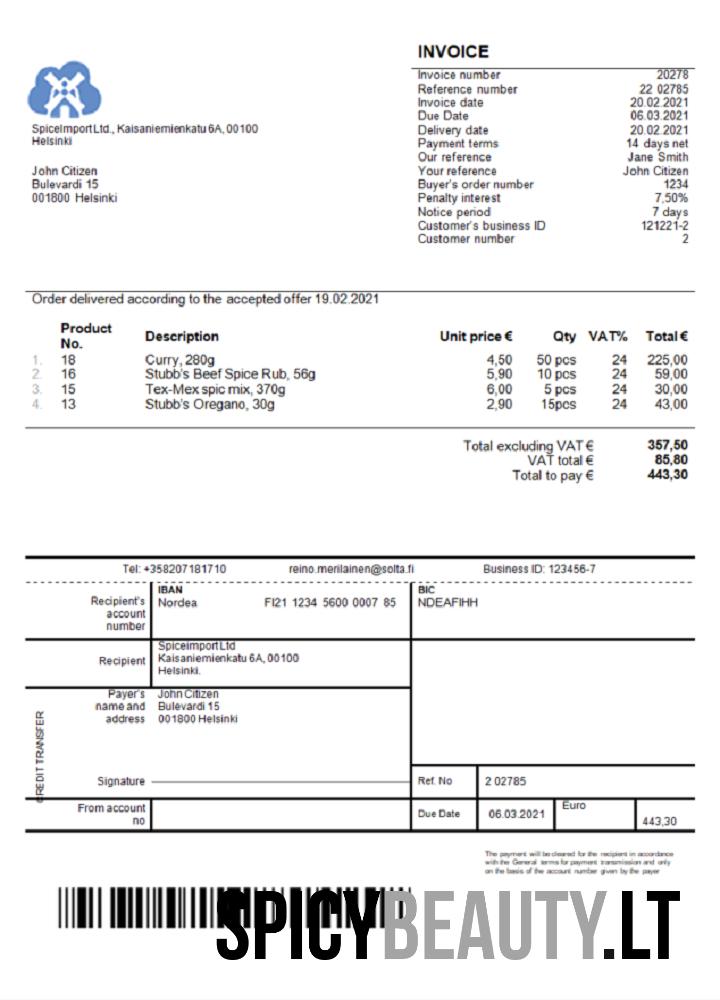 INVOICE
Invoice number 20278
Reference number 22 02785
Invoice date 20.02.2021
Due Date 06.03.2021
Delivery date 20.02.2021
Payment terms 14 days net
Our reference Jane Smith
Your reference John Citizen
Buyer's order number 1234
Penalty interest 7,50%
Notice period 7 days
Customer's business ID 121221-2
Customer number 2
SpiceImport Ltd., Kaisaniemienkatu 6A, 00100
Helsinki
John Citizen
Bulevardi 15
001800 Helsinki
Order delivered according to the accepted offer 19.02.2021
Product No. Description Unit price € Qty VAT% Total €
1. 18 Curry, 280g 4,50 50 pcs 24 225,00
2. 16 Stubb's Beef Spice Rub, 56g 5,90 10 pcs 24 59,00
3. 15 Tex-Mex spic mix, 370g 6,00 5 pcs 24 30,00
4. 13 Stubb's Oregano, 30g 2,90 15pcs 24 43,00
Total excluding VAT € 357,50
VAT total € 85,80
Total to pay € 443,30
Tel: +358207181710 reino.merilainen@solta.fi Business ID: 123456-7
Recipient's
account
number
IBAN
Nordea FI21 1234 5600 0007 85
BIC
NDEAFIHH
Recipient
SpiceimportLtd
Kaisaniemienkatu 6A, 00100
Helsinki.
Payer's
name and
address
John Citizen
Bulevardi 15
001800 Helsinki
CREDIT TRANSFER
Signature
Ref. No 2 02785
From account
no
Due Date 06.03.2021 Euro 443,30
The payment will be cleared for the recipient in accordance
with the General terms for payment transmission and only
on the basis of the account number given by the payer
SPICYBEAUTY.LT